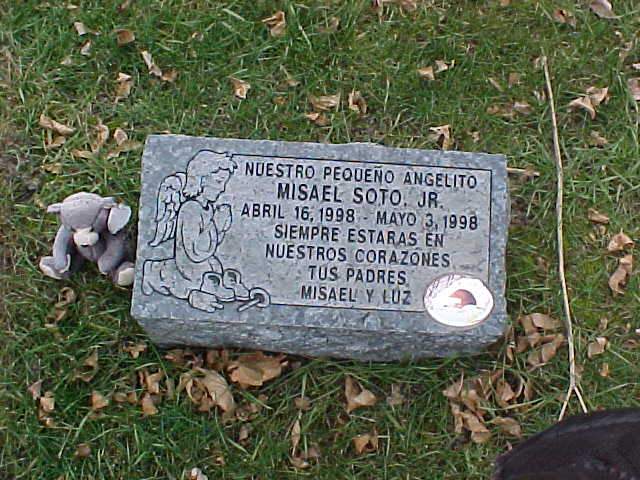 NUESTRO PEQUEÑO ANGELITO
MISAEL SOTO, JR.
ABRIL 16, 1998 - MAYO 3, 1998
SIEMPRE ESTARAS EN
NUESTROS CORAZONES
TUS PADRES
MISAEL Y LUZ